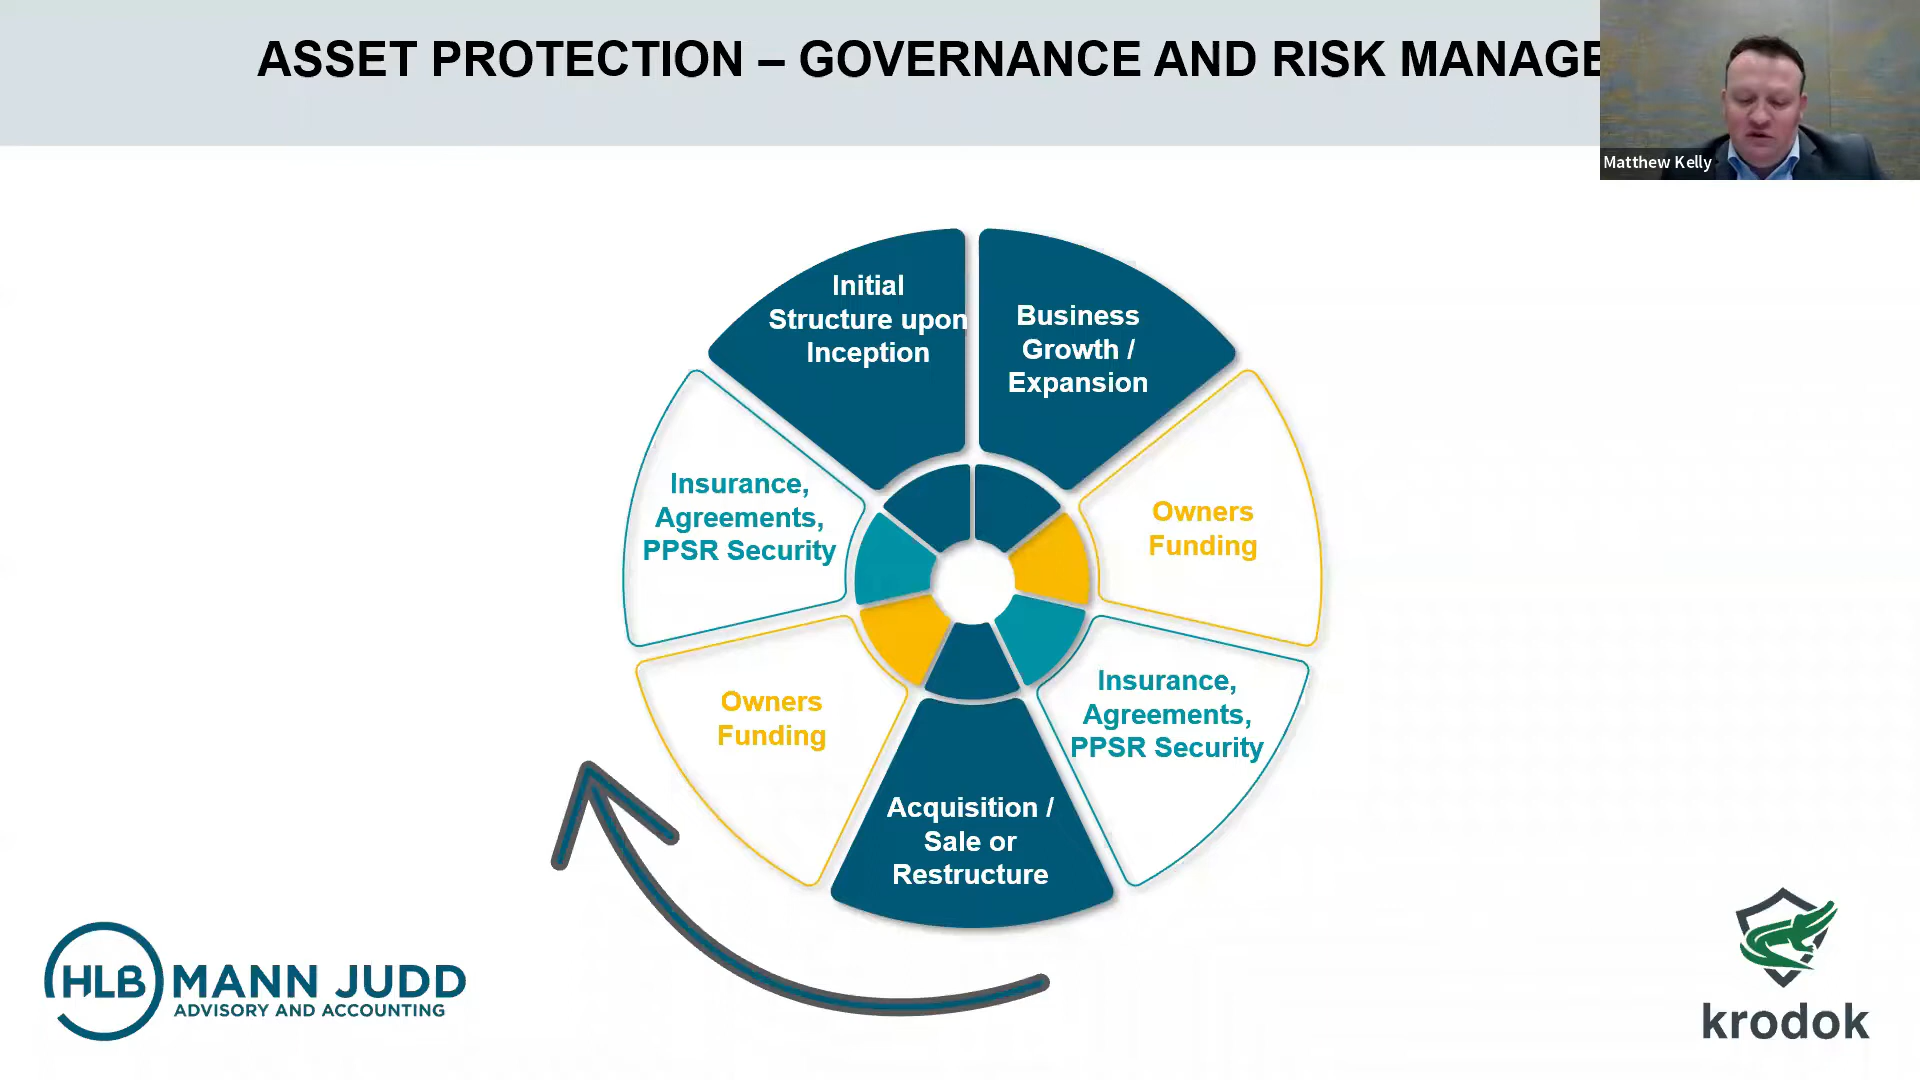 ASSET PROTECTION – GOVERNANCE AND RISK MANAGE
Matthew Kelly
Initial
Structure upon
Inception
Business
Growth /
Expansion
Insurance,
Agreements,
PPSR Security
Owners
Funding
Owners
Funding
Insurance,
Agreements,
PPSR Security
Acquisition /
Sale or
Restructure
HLB MANN JUDD
ADVISORY AND ACCOUNTING
krodok